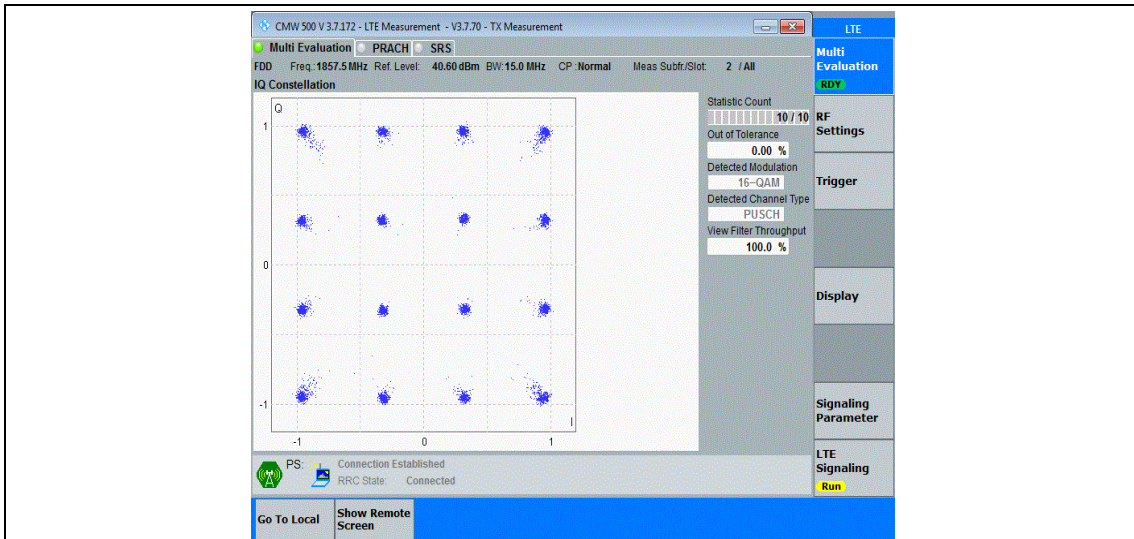 CMW 500 V 3.7.172 - LTE Measurement - V3.7.70 - TX Measurement
LTE
Multi Evaluation PRACH SRS
Multi
Evaluation
RDY
FDD Freq.:1857.5 MHz Ref. Level: 40.60 dBm BW:15.0 MHz CP :Normal Meas Subfr./Slot: 2 / All
IQ Constellation
Q
1
0
-1
-1
0
1
I
Statistic Count
10 / 10
Out of Tolerance
0.00 %
Detected Modulation
16-QAM
Detected Channel Type
PUSCH
View Filter Throughput
100.0 %
RF
Settings
Trigger
Display
Signaling
Parameter
LTE
Signaling
Run
PS: Connection Established
RRC State: Connected
Go To Local
Show Remote
Screen